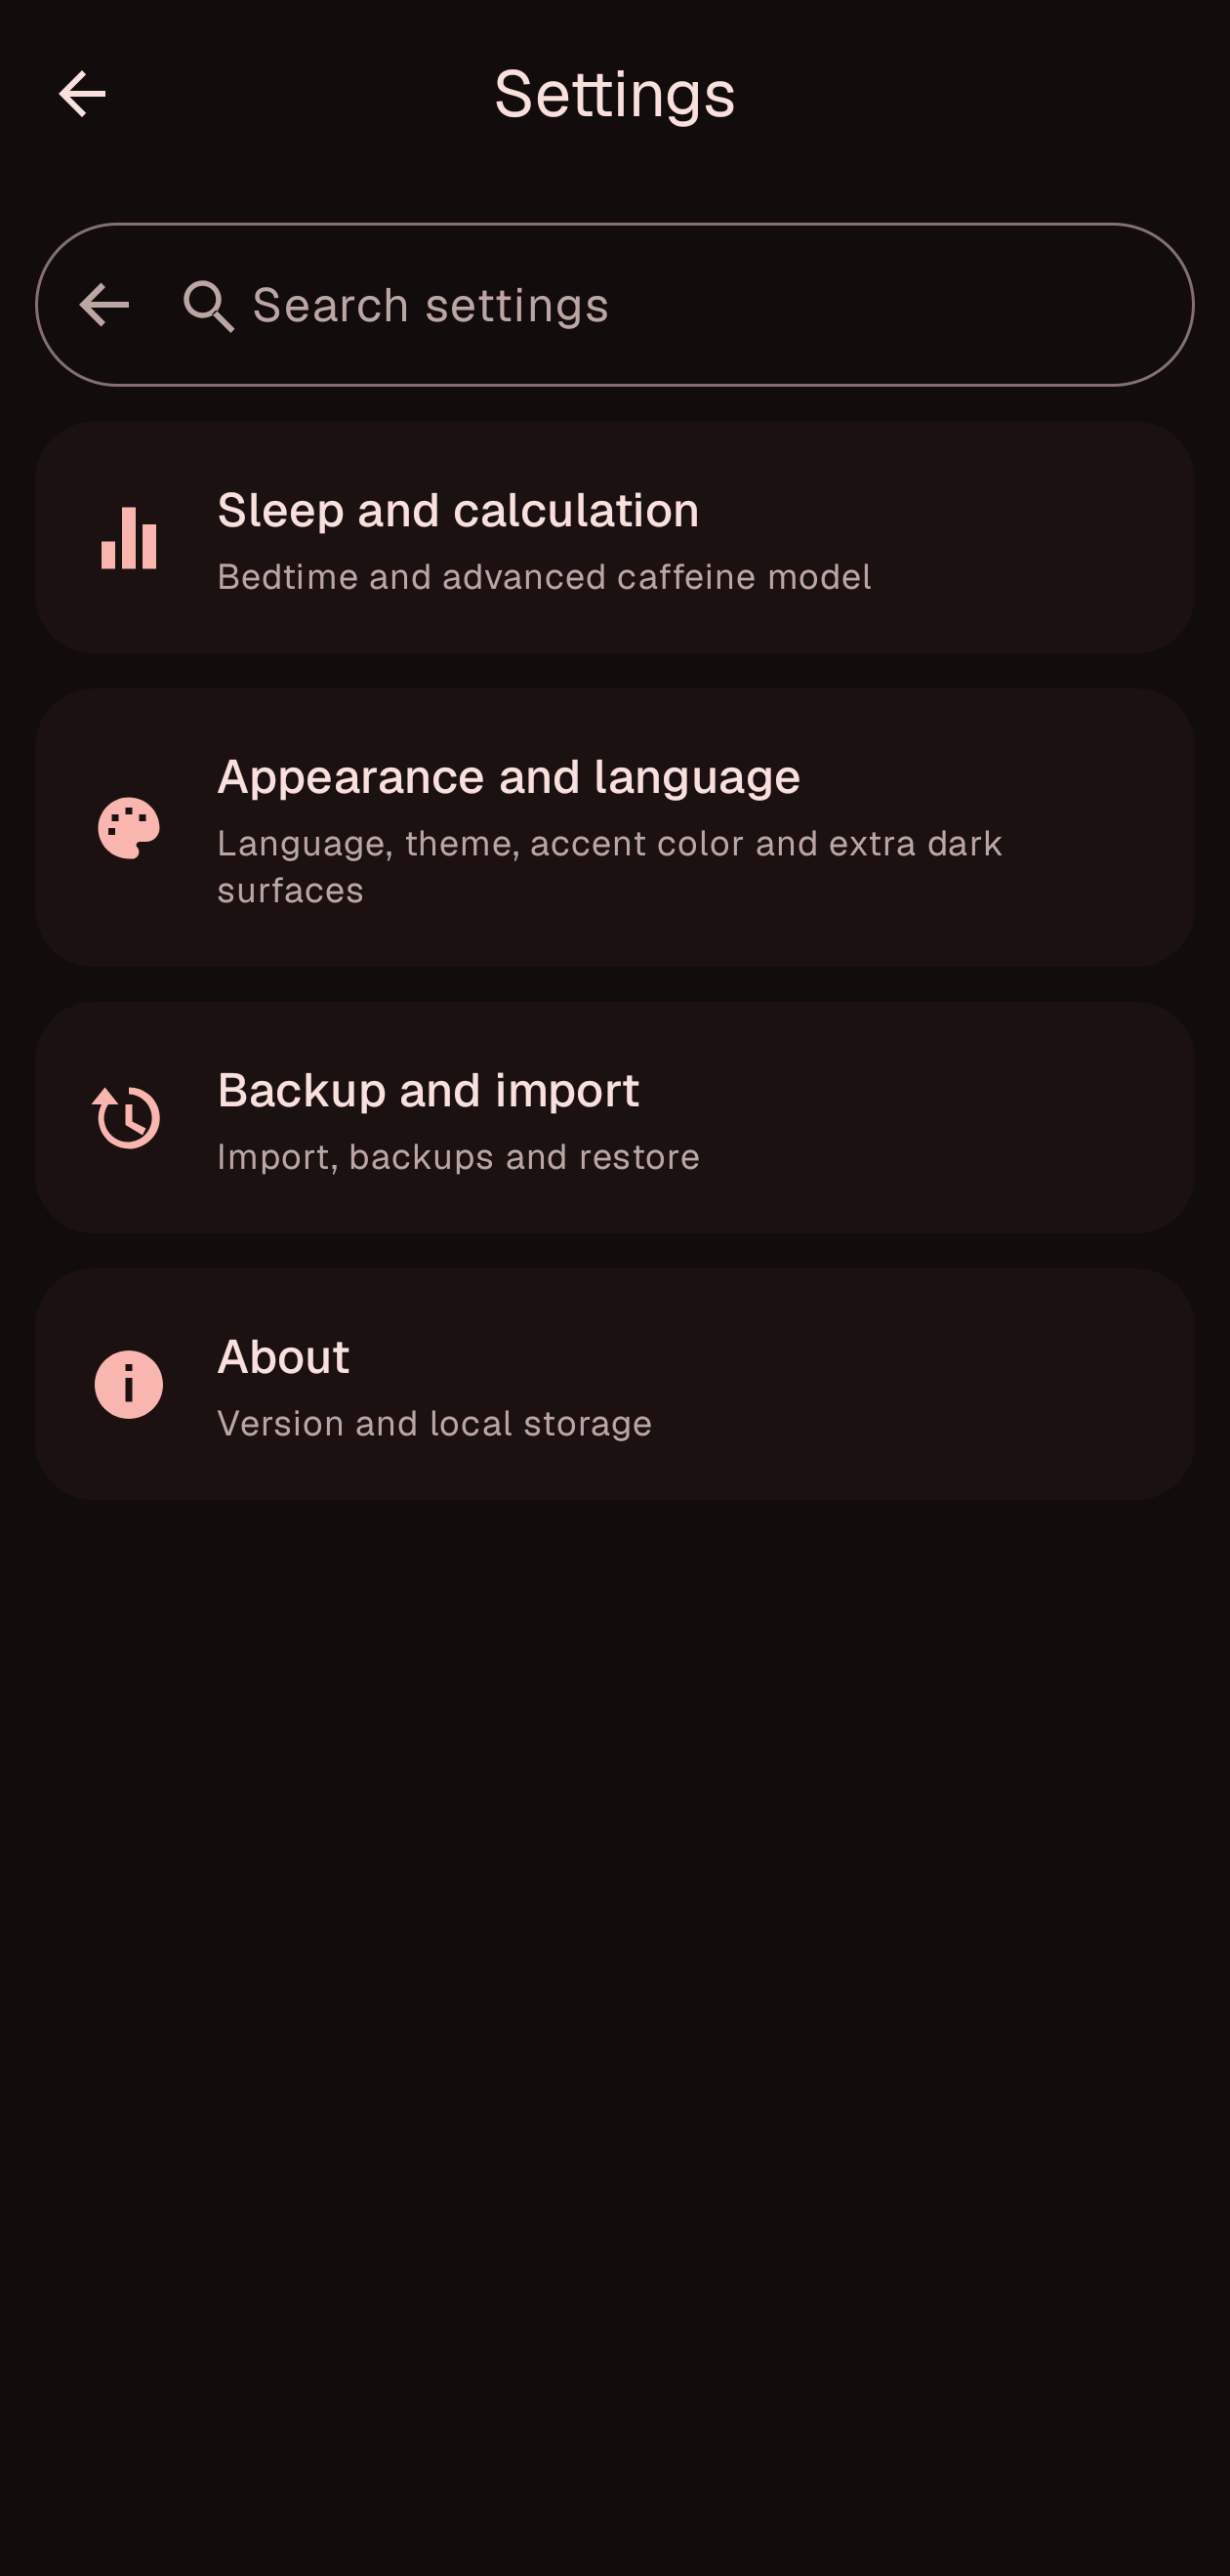 Settings
Search settings
Sleep and calculation
Bedtime and advanced caffeine model
Appearance and language
Language, theme, accent color and extra dark
surfaces
Backup and import
Import, backups and restore
About
Version and local storage